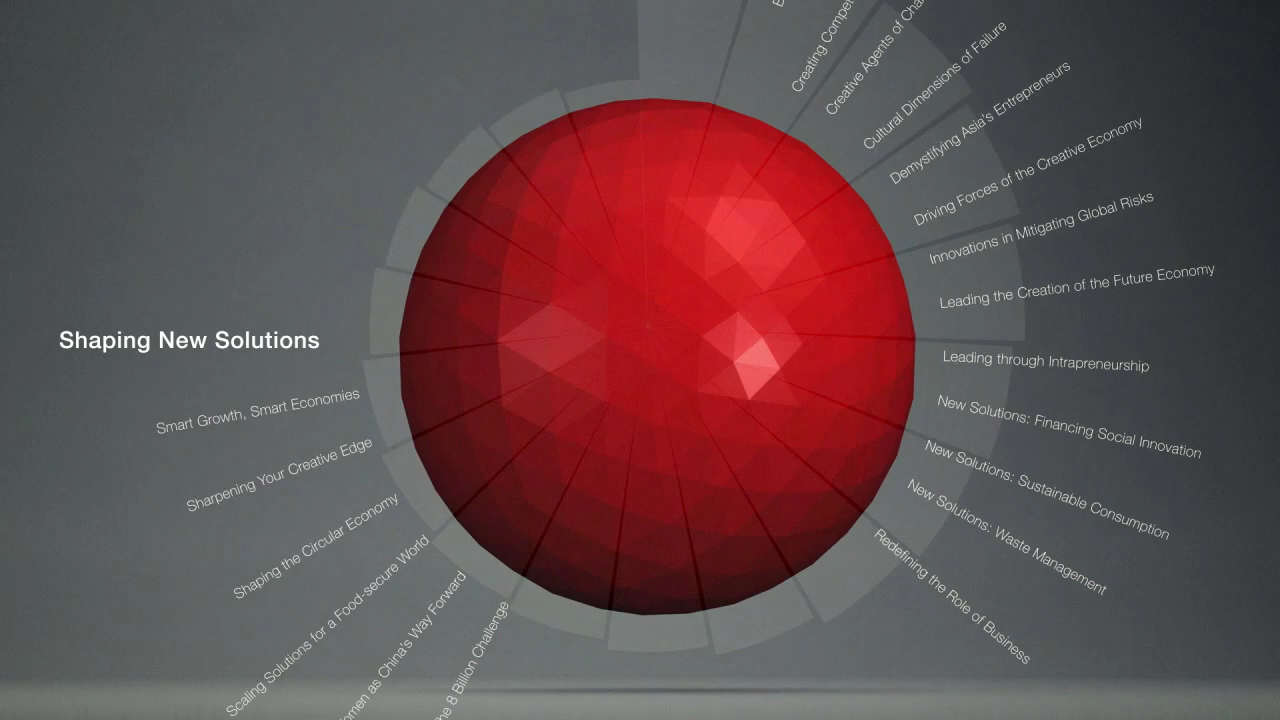 Creating
Creative Agents of
Cultural Dimensions of Failure
Demystifying Asia's Entrepreneurs
Driving Forces of the Creative Economy
Innovations in Mitigating Global Risks
Leading the Creation of the Future Economy
Shaping New Solutions
Leading through Intrapreneurship
Smart Growth, Smart Economies
New Solutions: Financing Social Innovation
Sharpening Your Creative Edge
New Solutions: Sustainable Consumption
New Solutions: Waste Management
Shaping the Circular Economy
Redefining the Role of Business
Scaling Solutions for a Food-secure World
as China's Way Forward
8 Billion Challenge